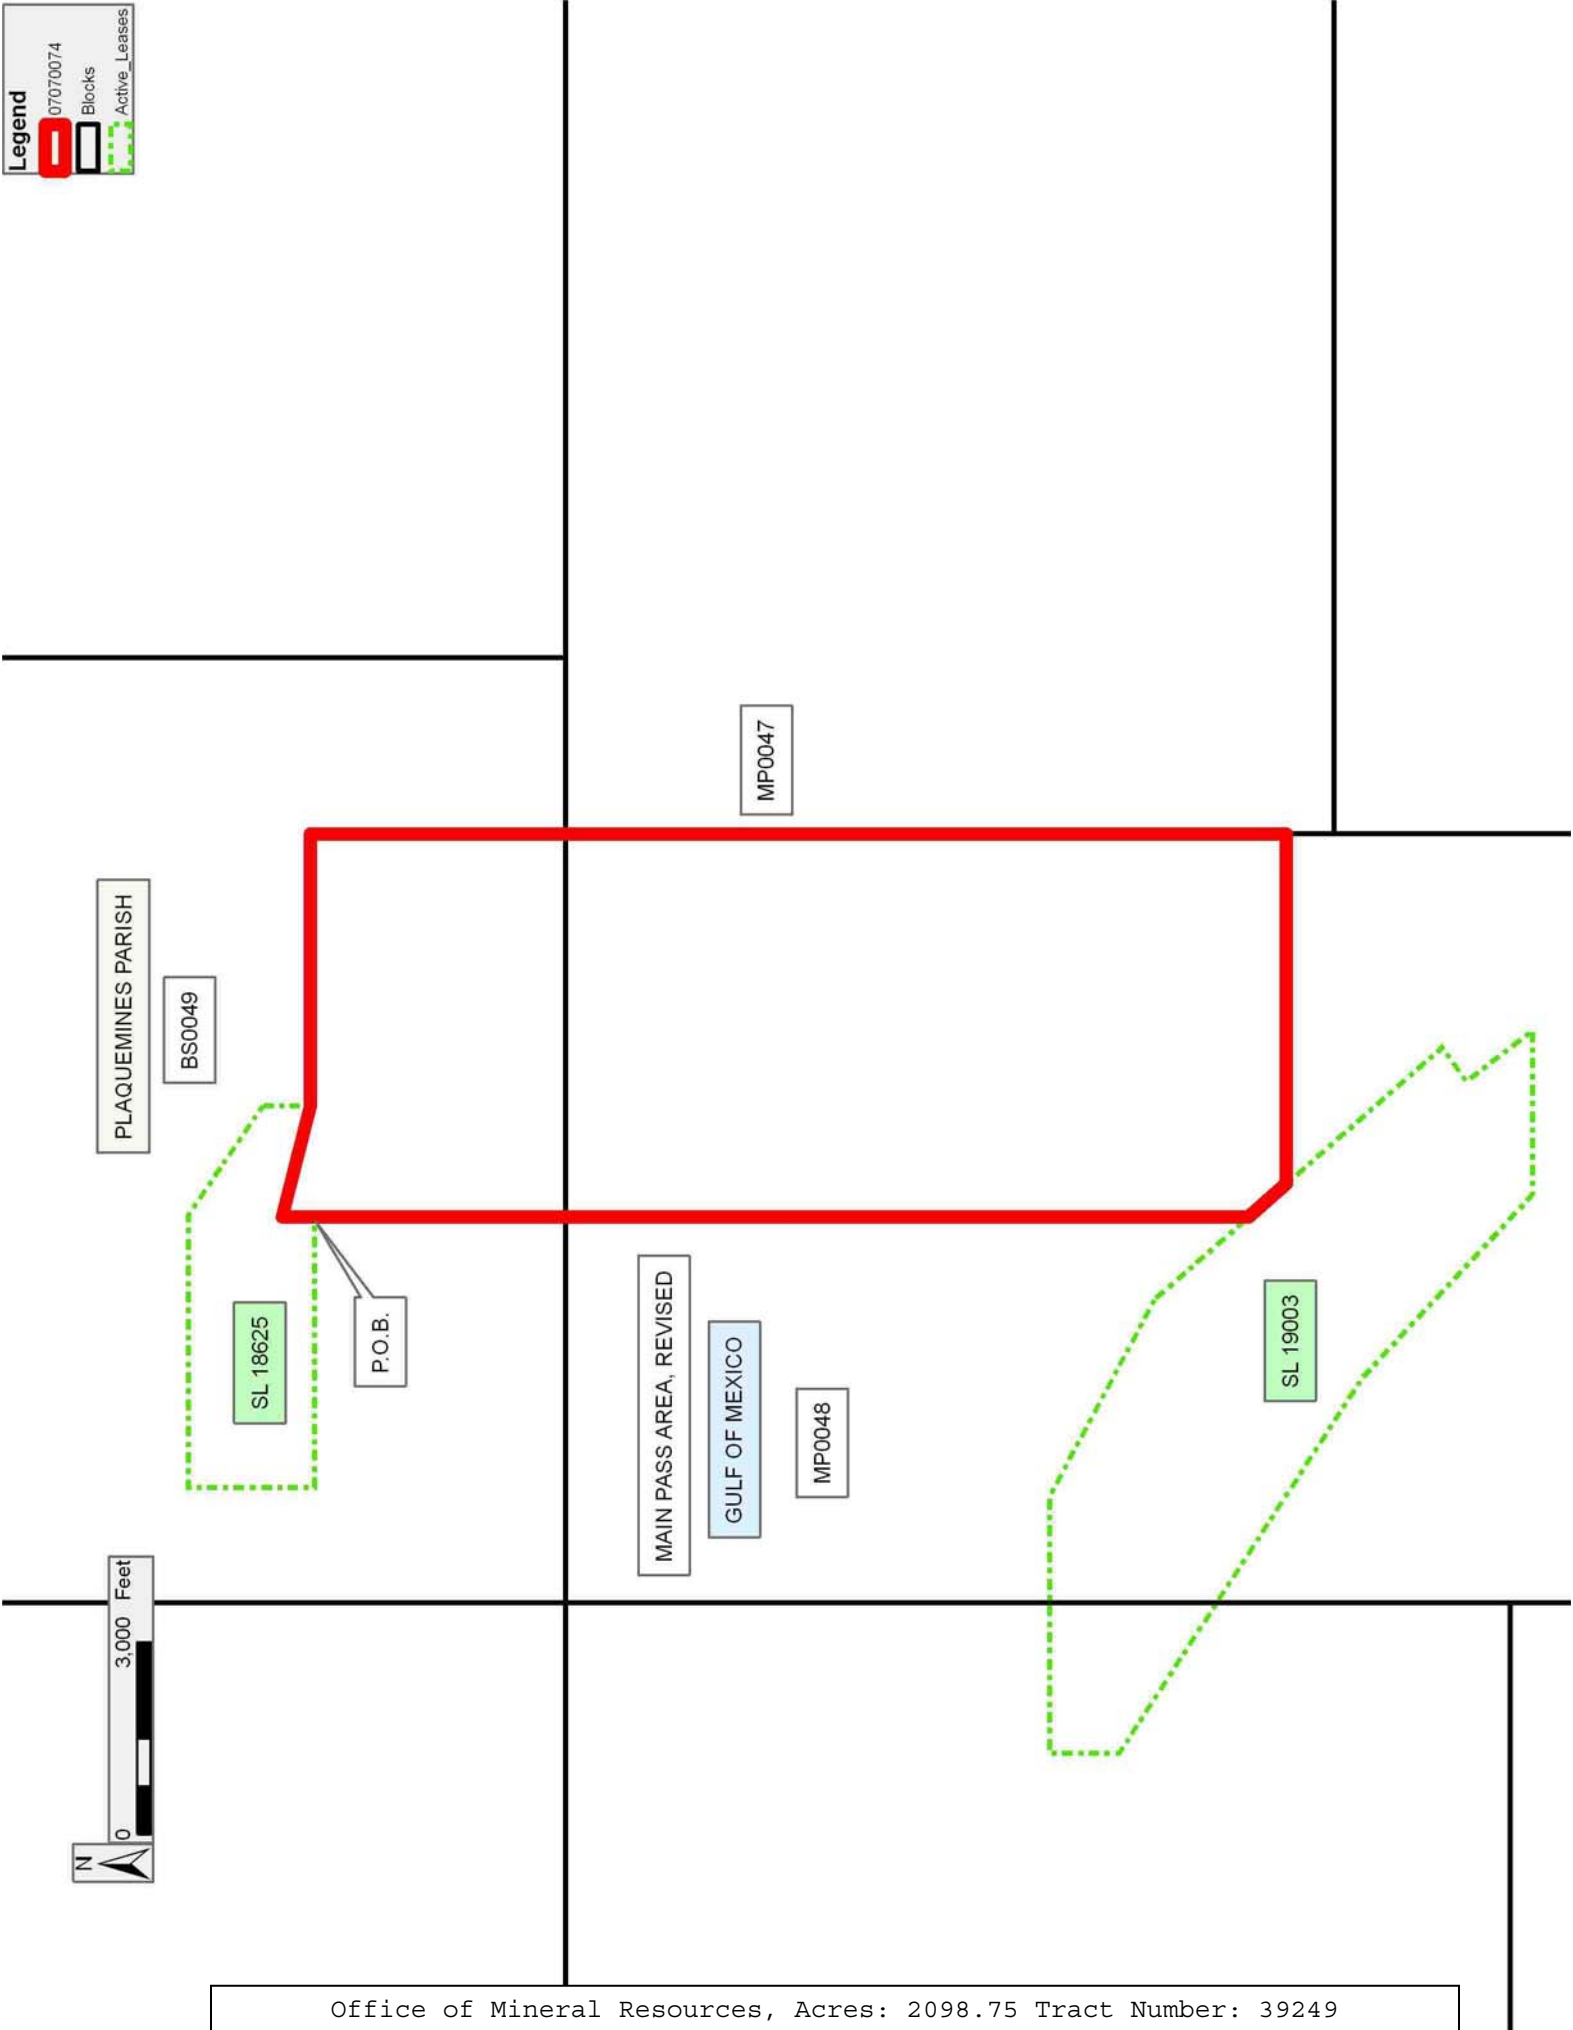 Legend
07070074
Blocks
Active_Leases
PLAQUEMINES PARISH
BS0049
MP0047
SL 18625
P.O.B.
MAIN PASS AREA, REVISED
GULF OF MEXICO
MP0048
SL 19003
N
0 3,000 Feet
Office of Mineral Resources, Acres: 2098.75 Tract Number: 39249